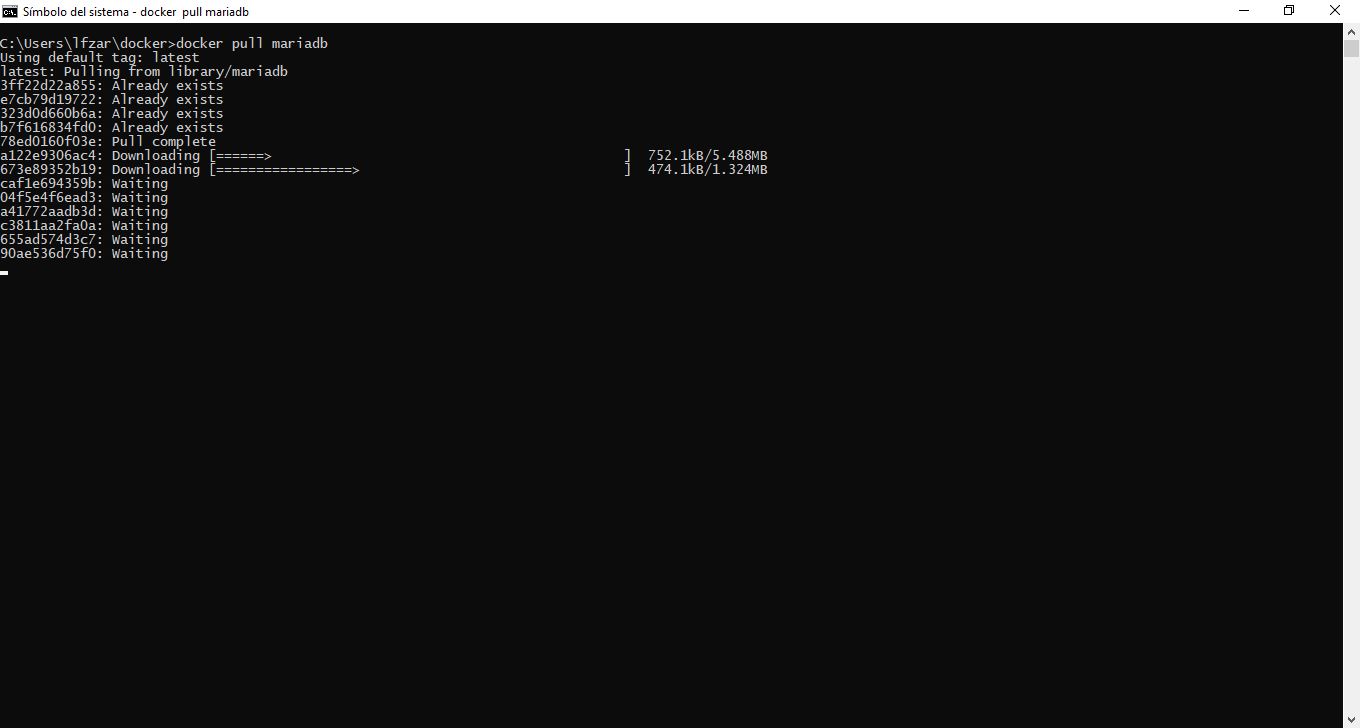 Símbolo del sistema - docker  pull mariadb
C:\Users\lfzar\docker>docker pull mariadb
Using default tag: latest
latest: Pulling from library/mariadb
3ff22d22a855: Already exists
e7cb79d19722: Already exists
323d0d660b6a: Already exists
b7f616834fd0: Already exists
78ed0160f03e: Pull complete
a122e9306ac4: Downloading [======>                                            ]  752.1kB/5.488MB
673e89352b19: Downloading [=================>                                 ]  474.1kB/1.324MB
caf1e694359b: Waiting
04f5e4f6ead3: Waiting
a41772aadb3d: Waiting
c3811aa2fa0a: Waiting
655ad574d3c7: Waiting
90ae536d75f0: Waiting